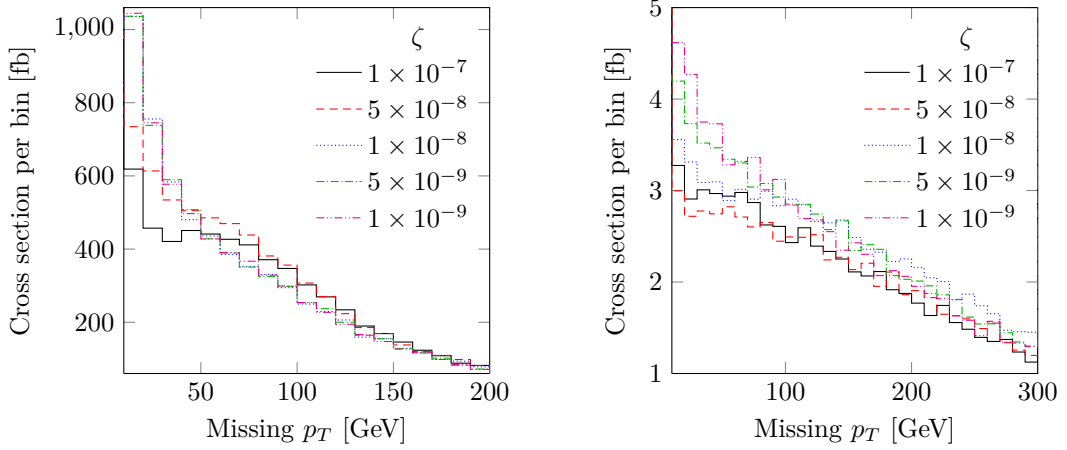 1,000
800
600
400
200
50
100
150
200
Missing p_T [GeV]
Cross section per bin [fb]
ζ
1 × 10⁻⁷
5 × 10⁻⁸
1 × 10⁻⁸
5 × 10⁻⁹
1 × 10⁻⁹
5
4
3
2
1
100
200
300
Missing p_T [GeV]
Cross section per bin [fb]
ζ
1 × 10⁻⁷
5 × 10⁻⁸
1 × 10⁻⁸
5 × 10⁻⁹
1 × 10⁻⁹